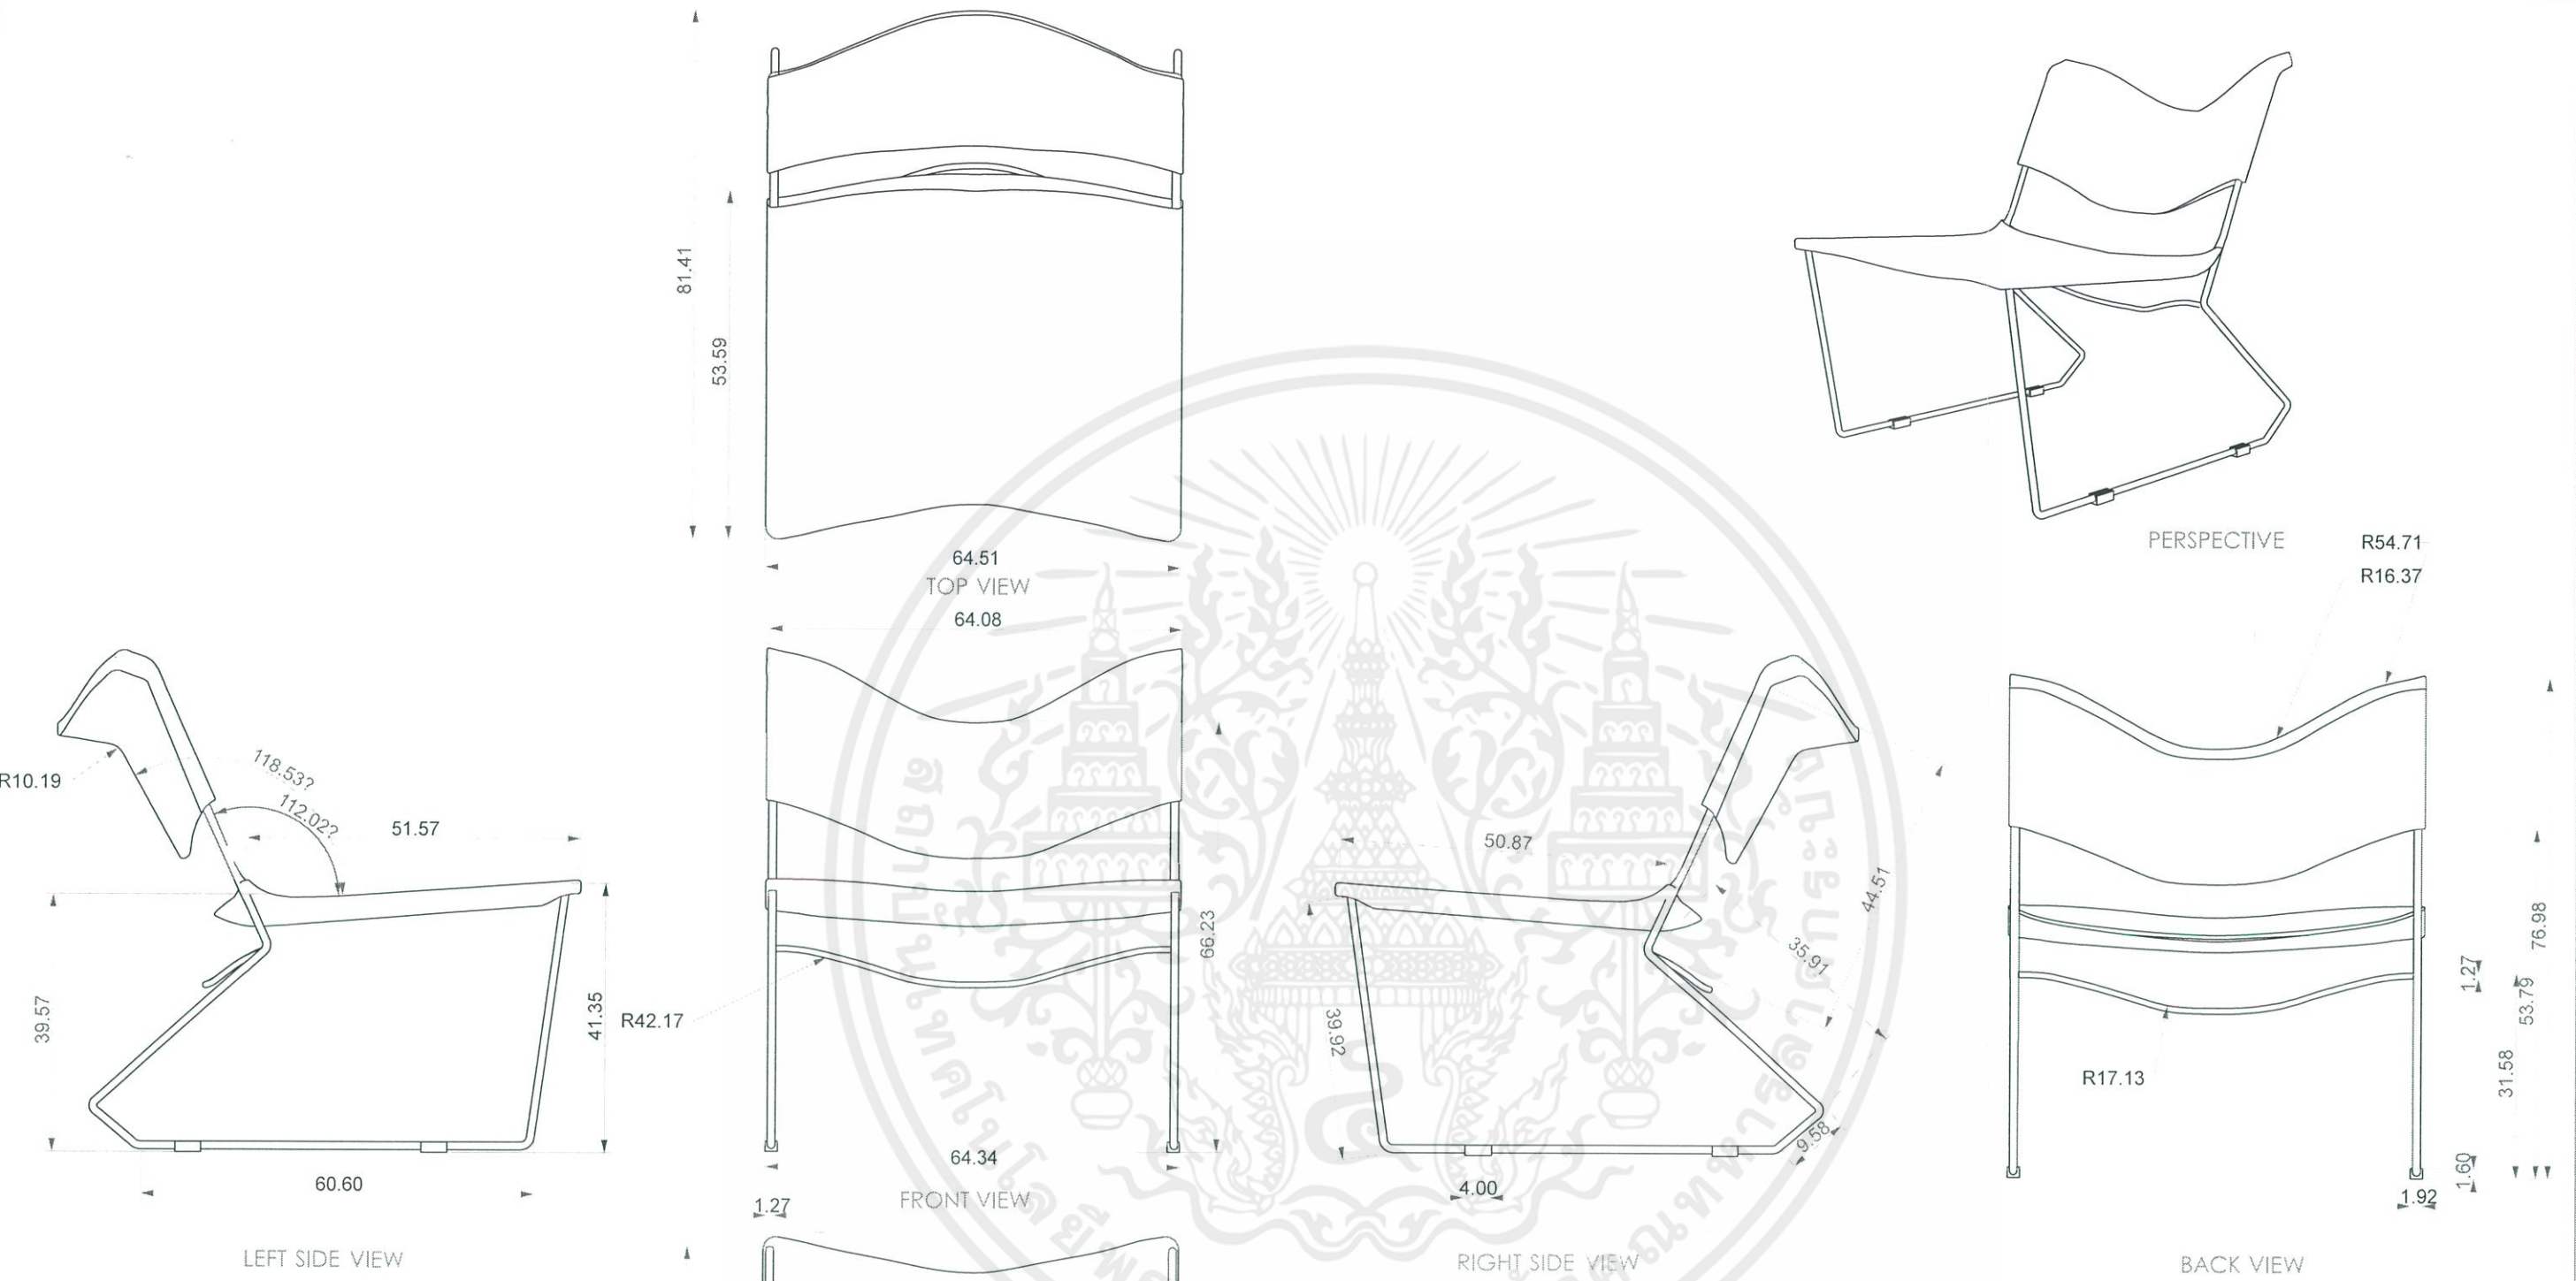 81.41
53.59
64.51
TOP VIEW
64.08
PERSPECTIVE
R54.71
R16.37
R10.19
118.53?
112.02?
51.57
39.57
41.35
60.60
LEFT SIDE VIEW
R42.17
66.23
64.34
FRONT VIEW
1.27
50.87
44.51
35.91
39.92
9.58
4.00
RIGHT SIDE VIEW
76.98
1.27
53.79
31.58
R17.13
1.60
1.92
BACK VIEW